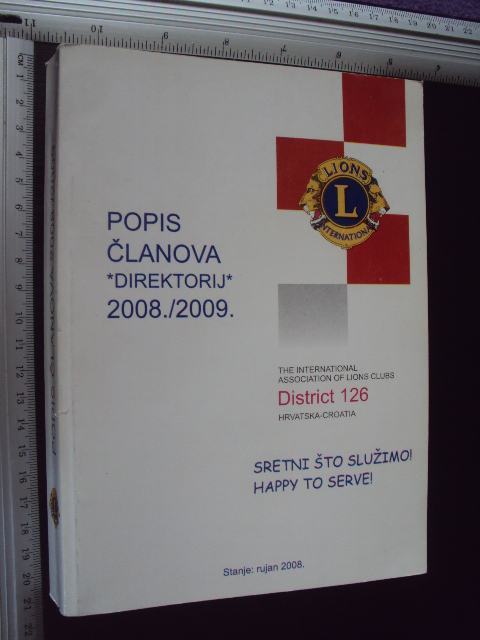 POPIS
ČLANOVA
*DIREKTORIJ*
2008./2009.
LIONS
L
INTERNATIONAL
THE INTERNATIONAL
ASSOCIATION OF LIONS CLUBS
District 126
HRVATSKA-CROATIA
SRETNI ŠTO SLUŽIMO!
HAPPY TO SERVE!
Stanje: rujan 2008.